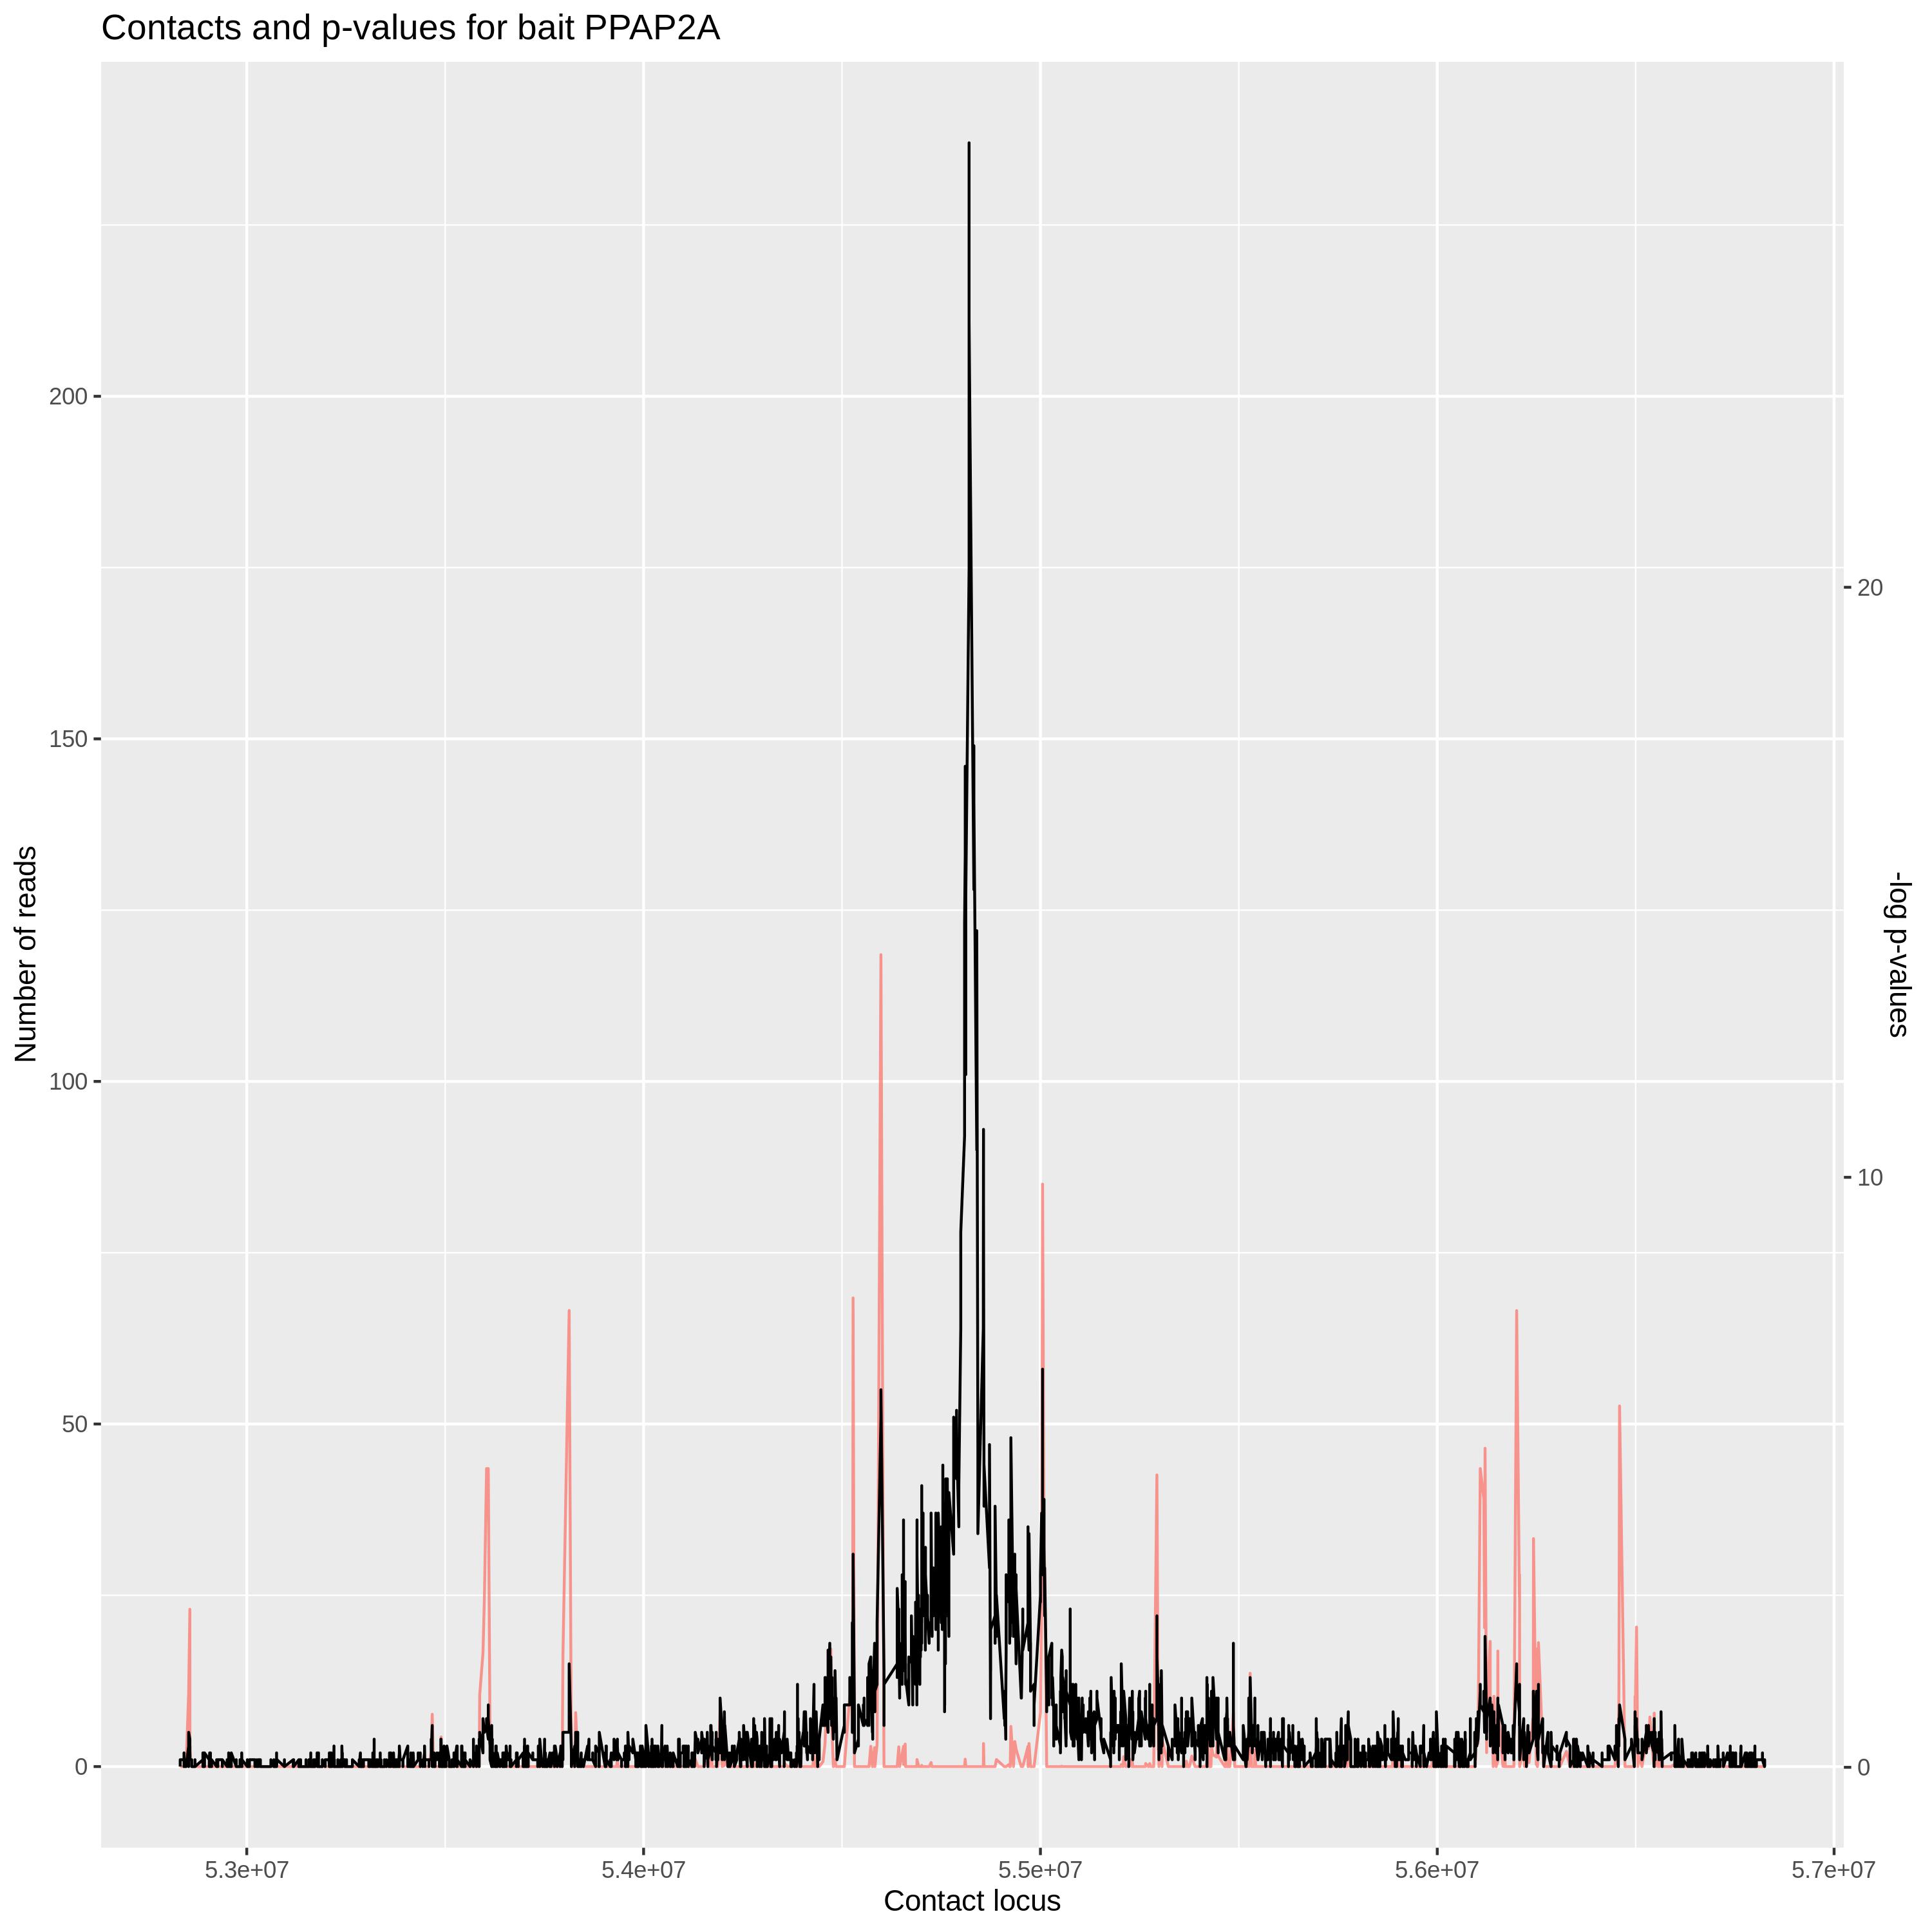 Contacts and p-values for bait PPAP2A
200
150
100
50
0
Number of reads
20
10
0
-log p-values
5.3e+07
5.4e+07
5.5e+07
5.6e+07
5.7e+07
Contact locus